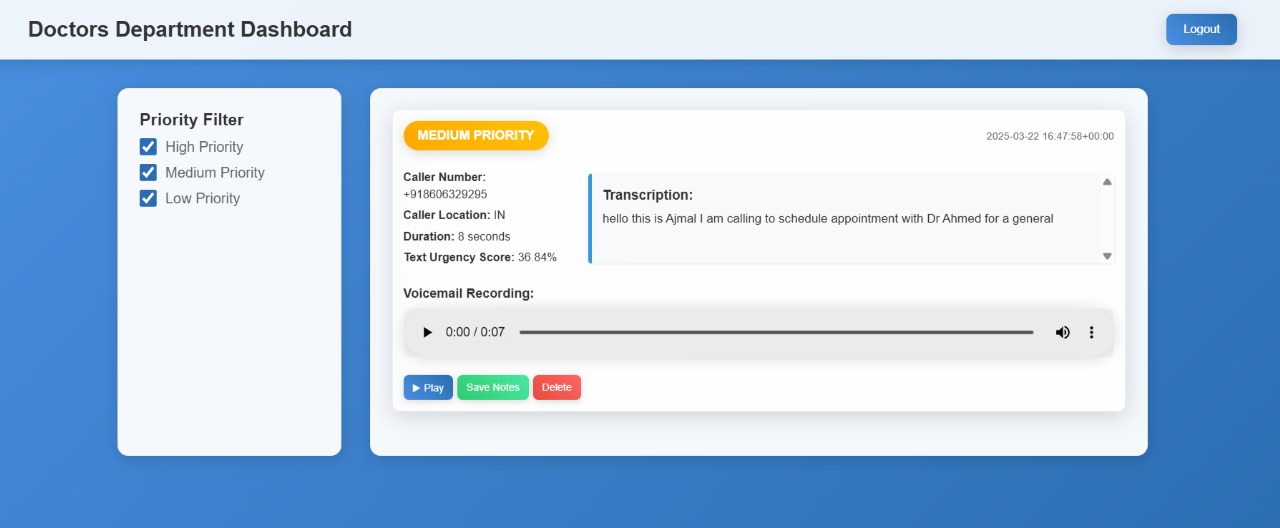 Doctors Department Dashboard
Logout
Priority Filter
High Priority
Medium Priority
Low Priority
MEDIUM PRIORITY
2025-03-22 16:47:58+00:00
Caller Number:
+918606329295
Caller Location: IN
Duration: 8 seconds
Text Urgency Score: 36.84%
Transcription:
hello this is Ajmal I am calling to schedule appointment with Dr Ahmed for a general
Voicemail Recording:
0:00 / 0:07
Play
Save Notes
Delete